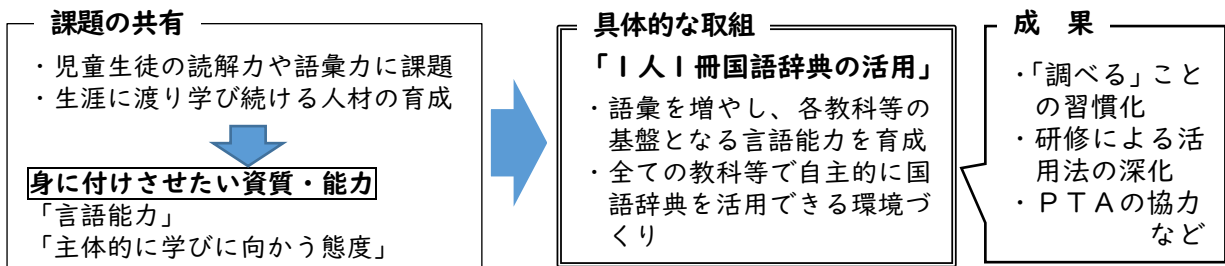 課題の共有
・児童生徒の読解力や語彙力に課題
・生涯に渡り学び続ける人材の育成
身に付けさせたい資質・能力
「言語能力」
「主体的に学びに向かう態度」
具体的な取組
「１人１冊国語辞典の活用」
・語彙を増やし、各教科等の
基盤となる言語能力を育成
・全ての教科等で自主的に国
語辞典を活用できる環境づ
くり
成　果
・「調べる」こと
の習慣化
・研修による活
用法の深化
・ＰＴＡの協力
など